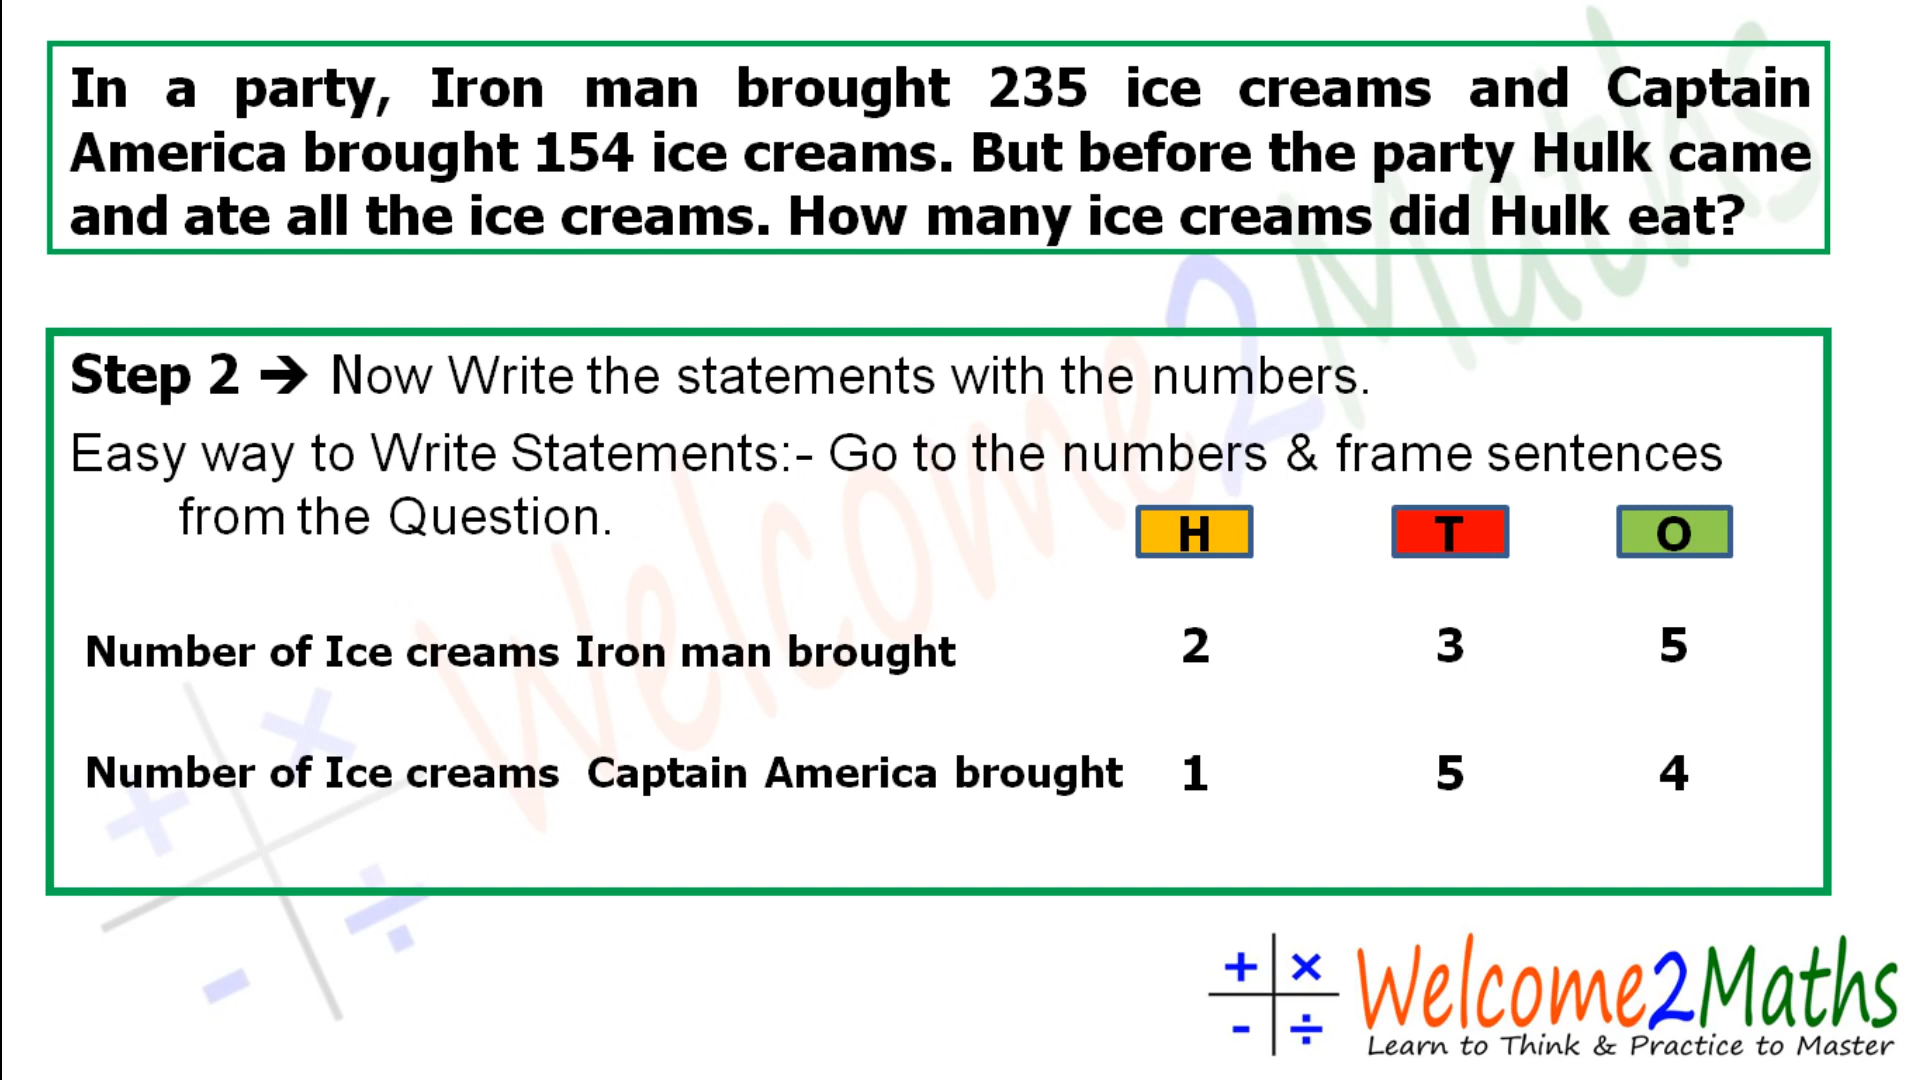 In a party, Iron man brought 235 ice creams and Captain
America brought 154 ice creams. But before the party Hulk came
and ate all the ice creams. How many ice creams did Hulk eat?
Step 2 ➔ Now Write the statements with the numbers.
Easy way to Write Statements:- Go to the numbers & frame sentences
from the Question.
H T O
Number of Ice creams Iron man brought 2 3 5
Number of Ice creams Captain America brought 1 5 4
+ ×
- ÷
Welcome2Maths
Learn to Think & Practice to Master
Welcome2Maths
+ ×
- ÷